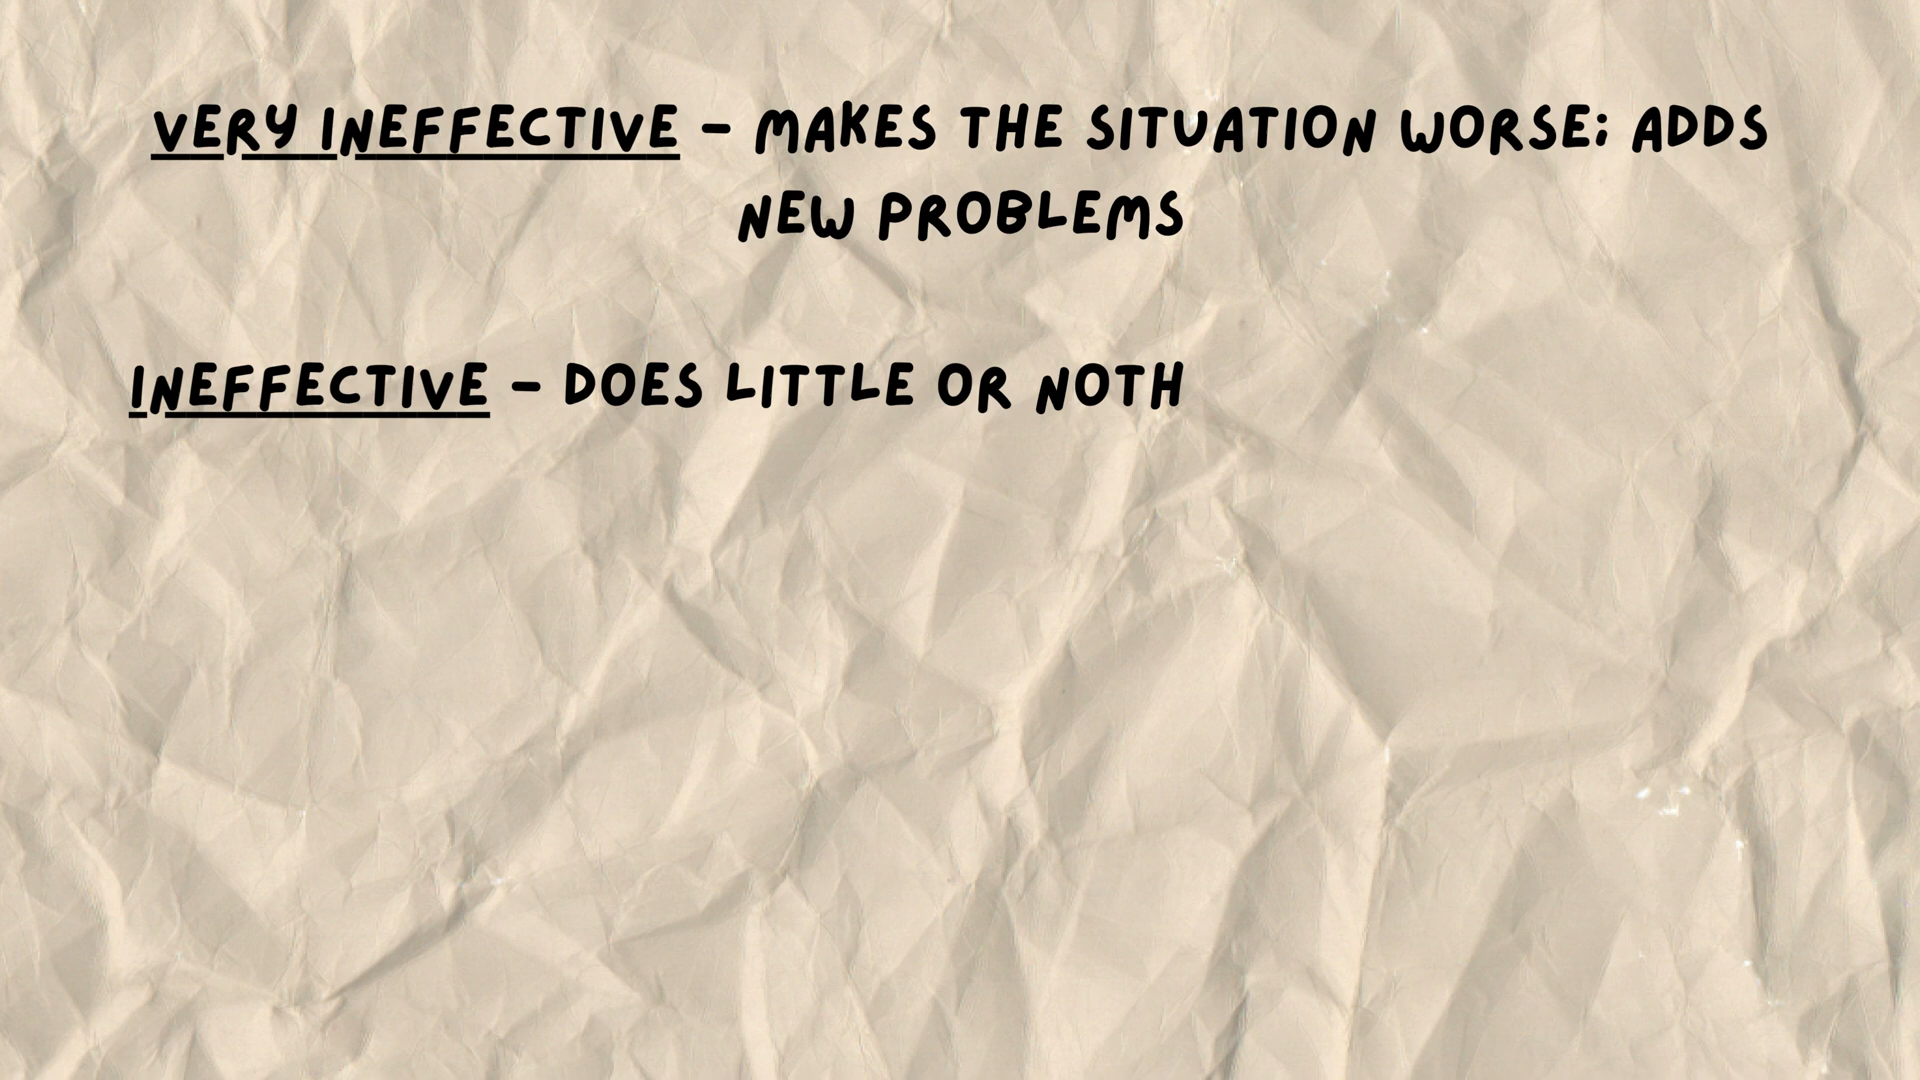 VERY INEFFECTIVE - MAKES THE SITUATION WORSE; ADDS
NEW PROBLEMS
INEFFECTIVE - DOES LITTLE OR NOTH